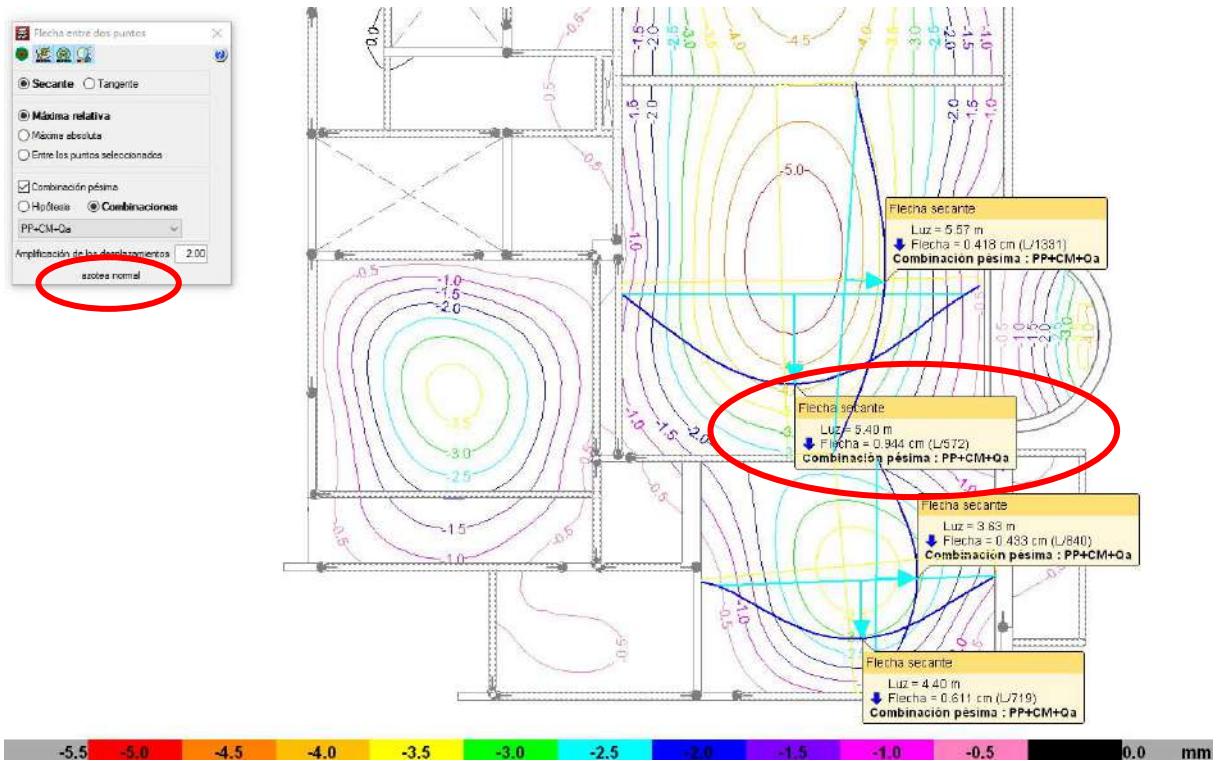 Flecha entre dos puntos
Secante Tangente
Máxima relativa
Máxima absoluta
Entre los puntos seleccionados
Combinación pésima
Hipótesis Combinaciones
PP+CM+Qa
Amplificación de los desplazamientos 2.00
azotea normal
Flecha secante
Luz = 5.57 m
Combinación pésima : PP+CM+Qa
Flecha secante
Luz = 5.40 m
Flecha = 0.944 cm (L/572)
Combinación pésima : PP+CM+Qa
Flecha secante
Luz = 3.63 m
Flecha = 0.433 cm (L/840)
Combinación pésima : PP+CM+Qa
Flecha secante
Luz = 4.40 m
Flecha = 0.611 cm (L/719)
Combinación pésima : PP+CM+Qa
-5.0
-4.5
-0.5
-1.0
-1.5
-2.0
-3.5
-3.0
-2.5
-1.5
-1.0
-5.5 -5.0 -4.5 -4.0 -3.5 -3.0 -2.5 -2.0 -1.5 -1.0 -0.5 0.0 mm